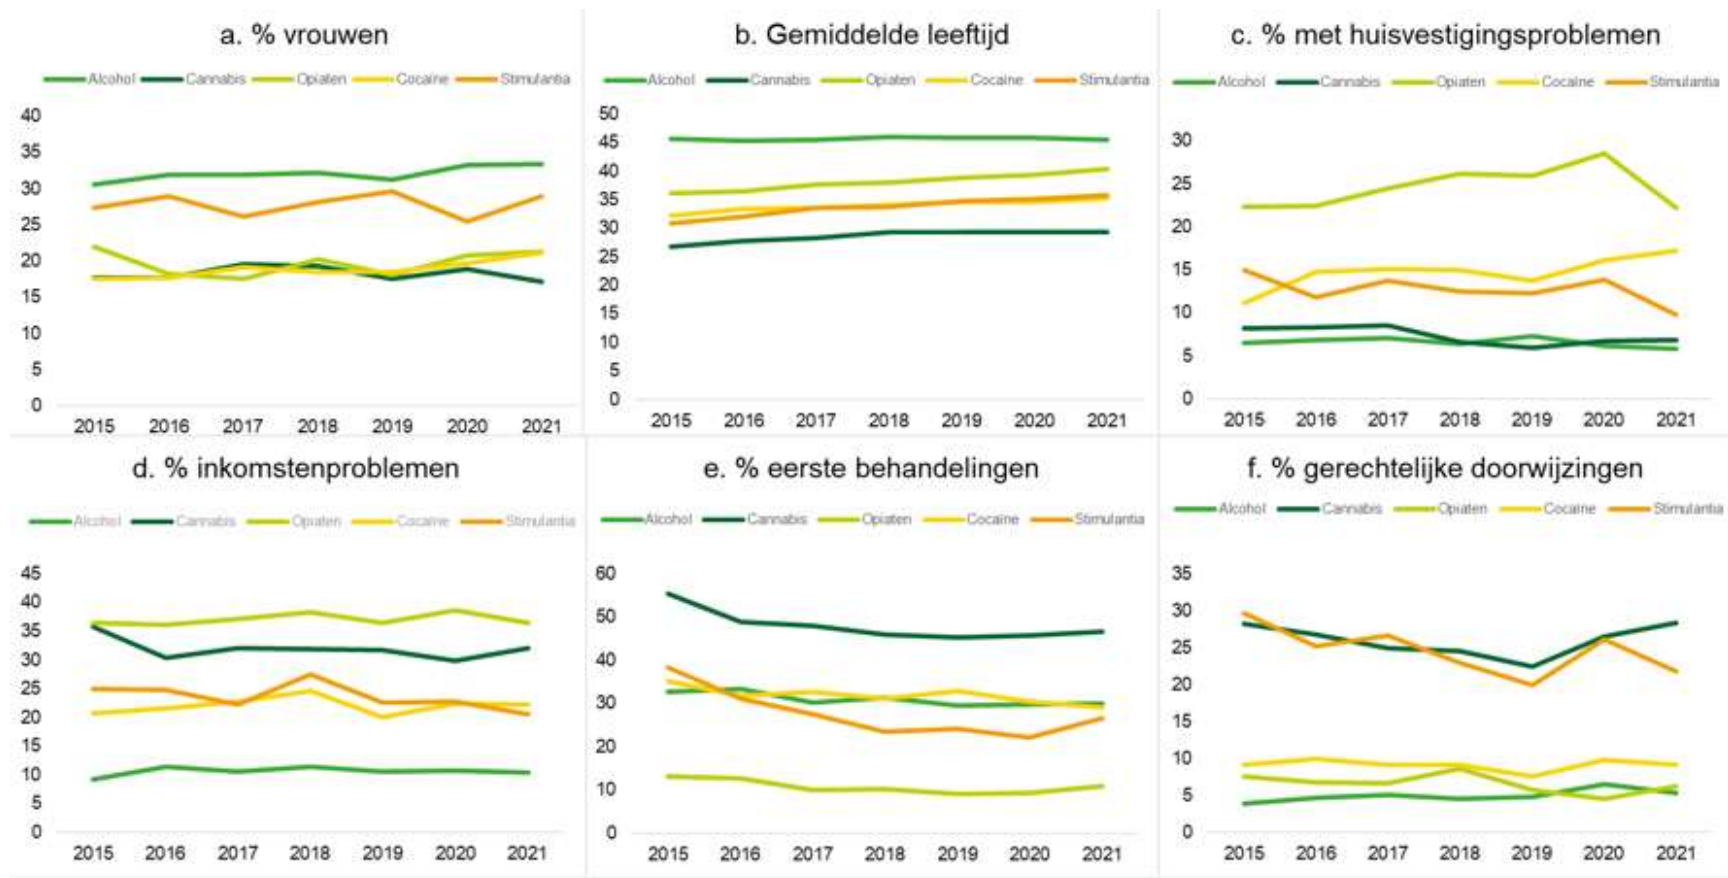 a. % vrouwen
Alcohol Cannabis Opiaten Cocaïne Stimulantia
40
35
30
25
20
15
10
5
0
2015 2016 2017 2018 2019 2020 2021
b. Gemiddelde leeftijd
Alcohol Cannabis Opiaten Cocaïne Stimulantia
50
45
40
35
30
25
20
15
10
5
0
2015 2016 2017 2018 2019 2020 2021
c. % met huisvestigingsproblemen
Alcohol Cannabis Opiaten Cocaïne Stimulantia
30
25
20
15
10
5
0
2015 2016 2017 2018 2019 2020 2021
d. % inkomstenproblemen
Alcohol Cannabis Opiaten Cocaïne Stimulantia
45
40
35
30
25
20
15
10
5
0
2015 2016 2017 2018 2019 2020 2021
e. % eerste behandelingen
Alcohol Cannabis Opiaten Cocaïne Stimulantia
60
50
40
30
20
10
0
2015 2016 2017 2018 2019 2020 2021
f. % gerechtelijke doorwijzingen
Alcohol Cannabis Opiaten Cocaïne Stimulantia
35
30
25
20
15
10
5
0
2015 2016 2017 2018 2019 2020 2021